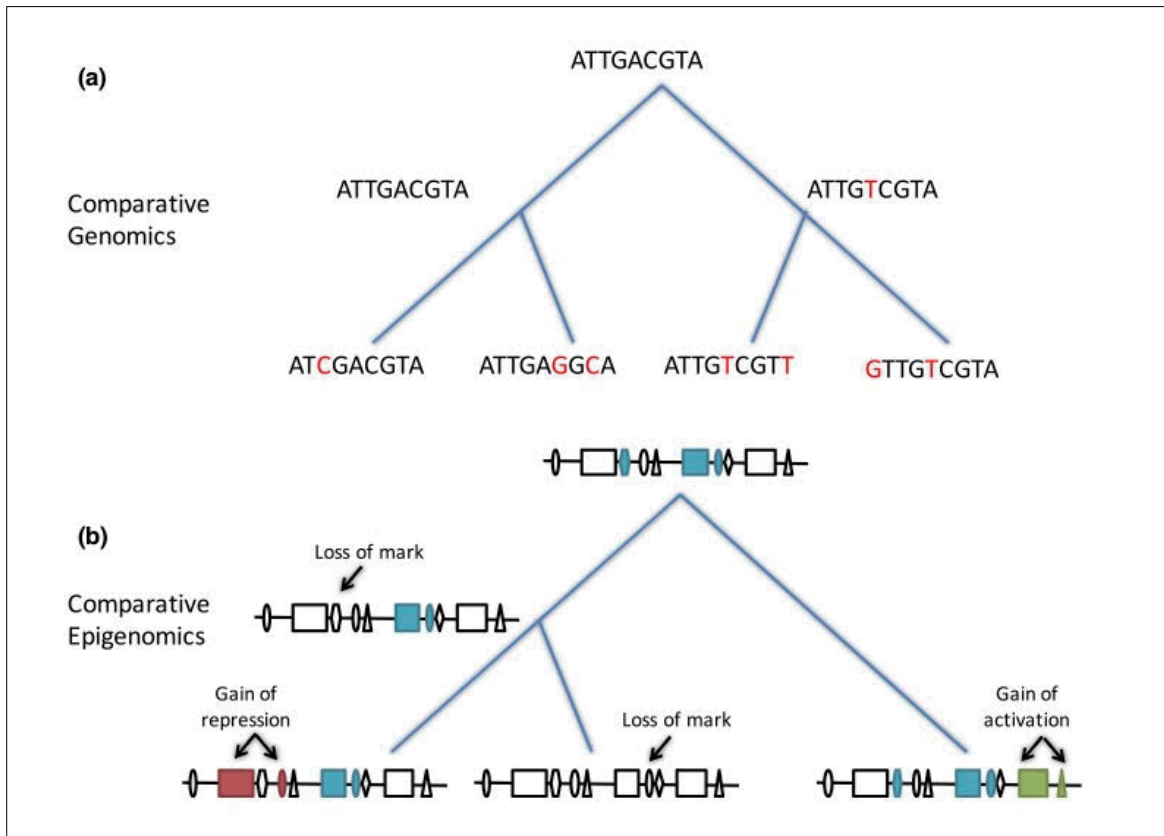 ATTGACGTA
(a)
ATTGACGTA
ATTGTCGTA
Comparative
Genomics
ATCGACGTA
ATTGAGGCA
ATTGTCGTT
GTTGTCGTA
(b)
Loss of mark
Comparative
Epigenomics
Gain of
repression
Loss of mark
Gain of
activation